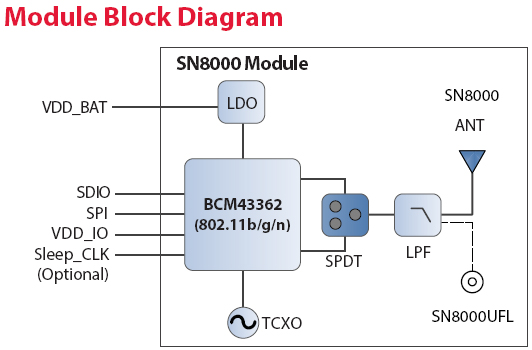 Module Block Diagram
SN8000 Module
SN8000
ANT
LDO
VDD_BAT
SDIO
SPI
VDD_IO
Sleep_CLK
(Optional)
BCM43362
(802.11b/g/n)
SPDT
LPF
TCXO
SN8000UFL